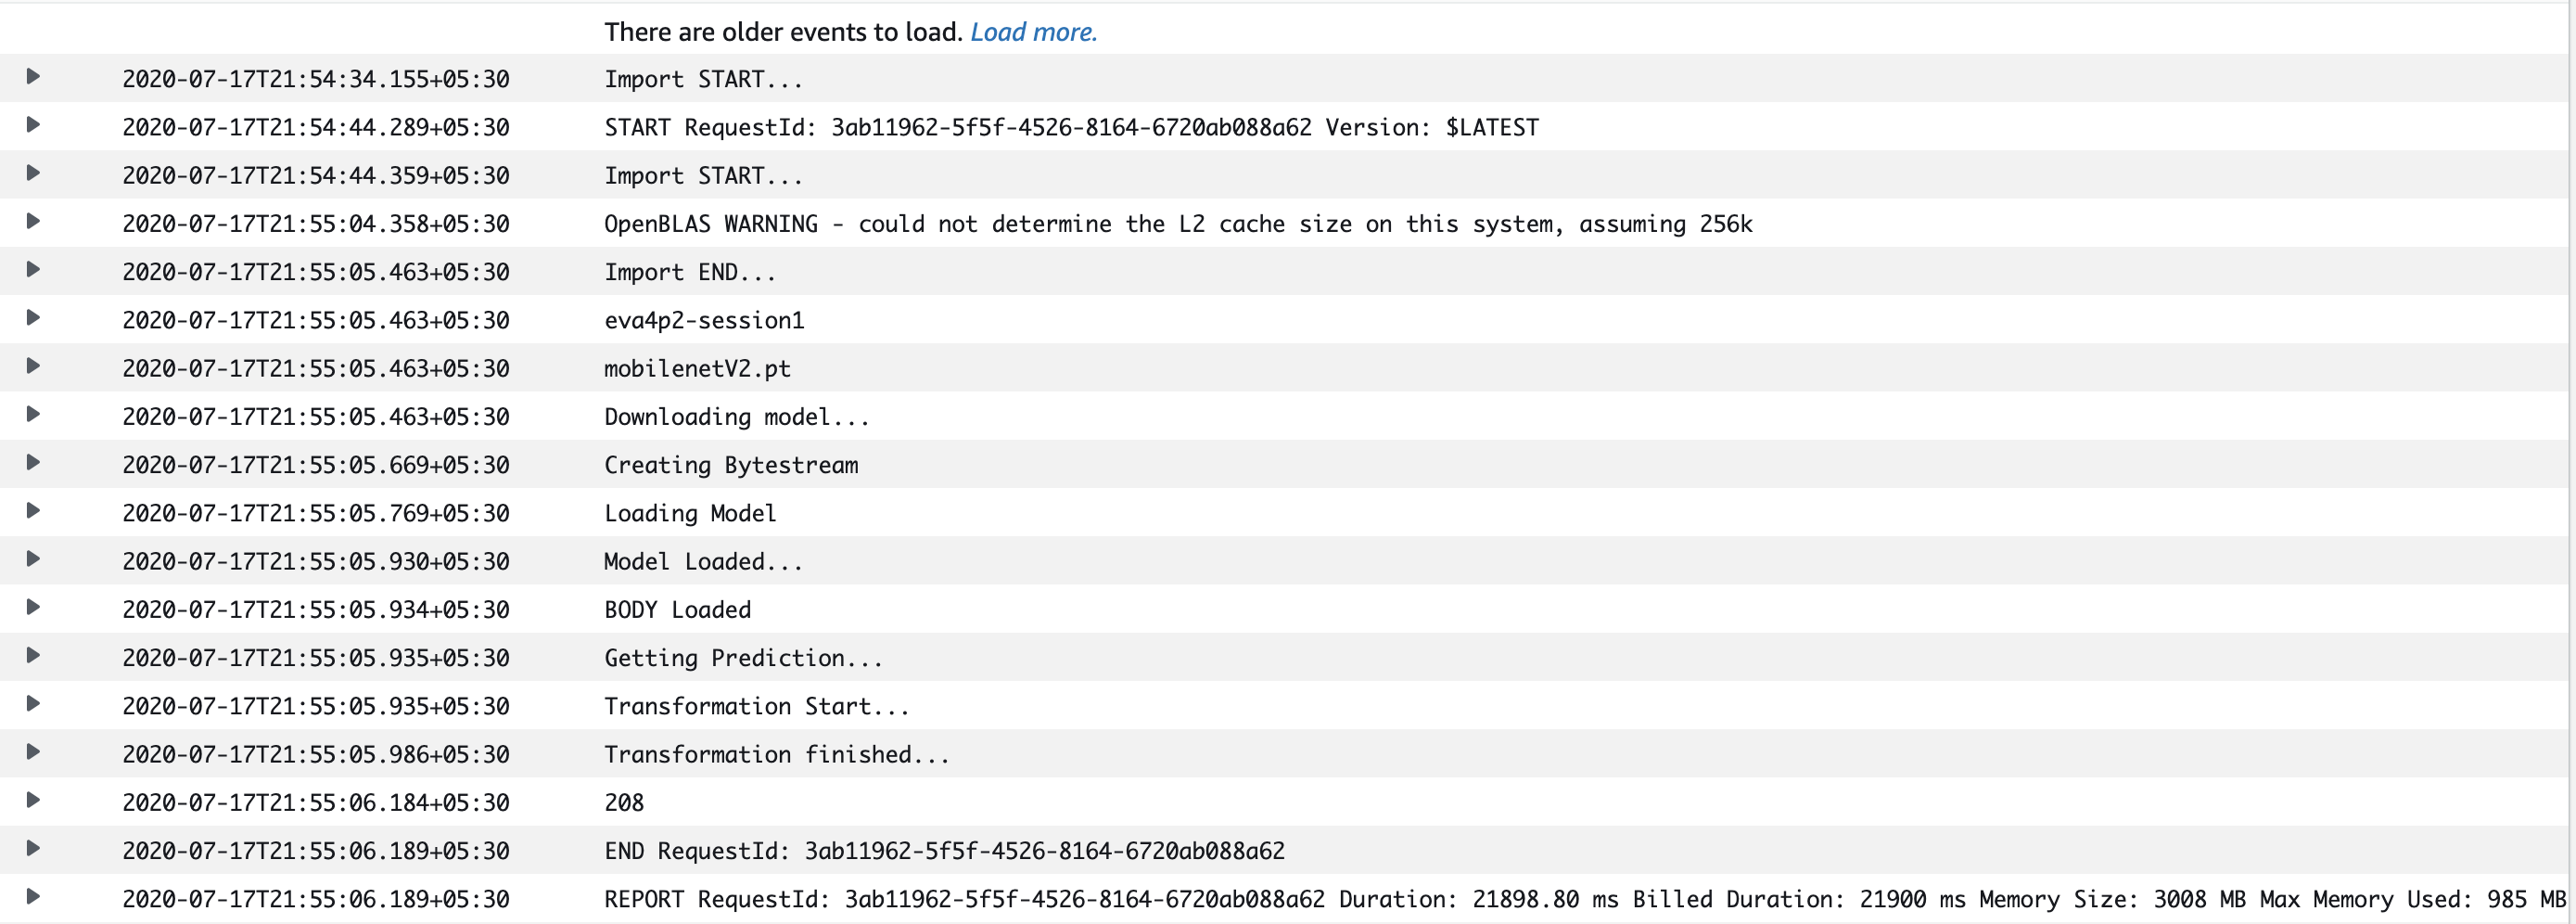 There are older events to load. Load more.
2020-07-17T21:54:34.155+05:30 Import START...
2020-07-17T21:54:44.289+05:30 START RequestId: 3ab11962-5f5f-4526-8164-6720ab088a62 Version: $LATEST
2020-07-17T21:54:44.359+05:30 Import START...
2020-07-17T21:55:04.358+05:30 OpenBLAS WARNING - could not determine the L2 cache size on this system, assuming 256k
2020-07-17T21:55:05.463+05:30 Import END...
2020-07-17T21:55:05.463+05:30 eva4p2-session1
2020-07-17T21:55:05.463+05:30 mobilenetV2.pt
2020-07-17T21:55:05.463+05:30 Downloading model...
2020-07-17T21:55:05.669+05:30 Creating Bytestream
2020-07-17T21:55:05.769+05:30 Loading Model
2020-07-17T21:55:05.930+05:30 Model Loaded...
2020-07-17T21:55:05.934+05:30 BODY Loaded
2020-07-17T21:55:05.935+05:30 Getting Prediction...
2020-07-17T21:55:05.935+05:30 Transformation Start...
2020-07-17T21:55:05.986+05:30 Transformation finished...
2020-07-17T21:55:06.184+05:30 208
2020-07-17T21:55:06.189+05:30 END RequestId: 3ab11962-5f5f-4526-8164-6720ab088a62
2020-07-17T21:55:06.189+05:30 REPORT RequestId: 3ab11962-5f5f-4526-8164-6720ab088a62 Duration: 21898.80 ms Billed Duration: 21900 ms Memory Size: 3008 MB Max Memory Used: 985 MB